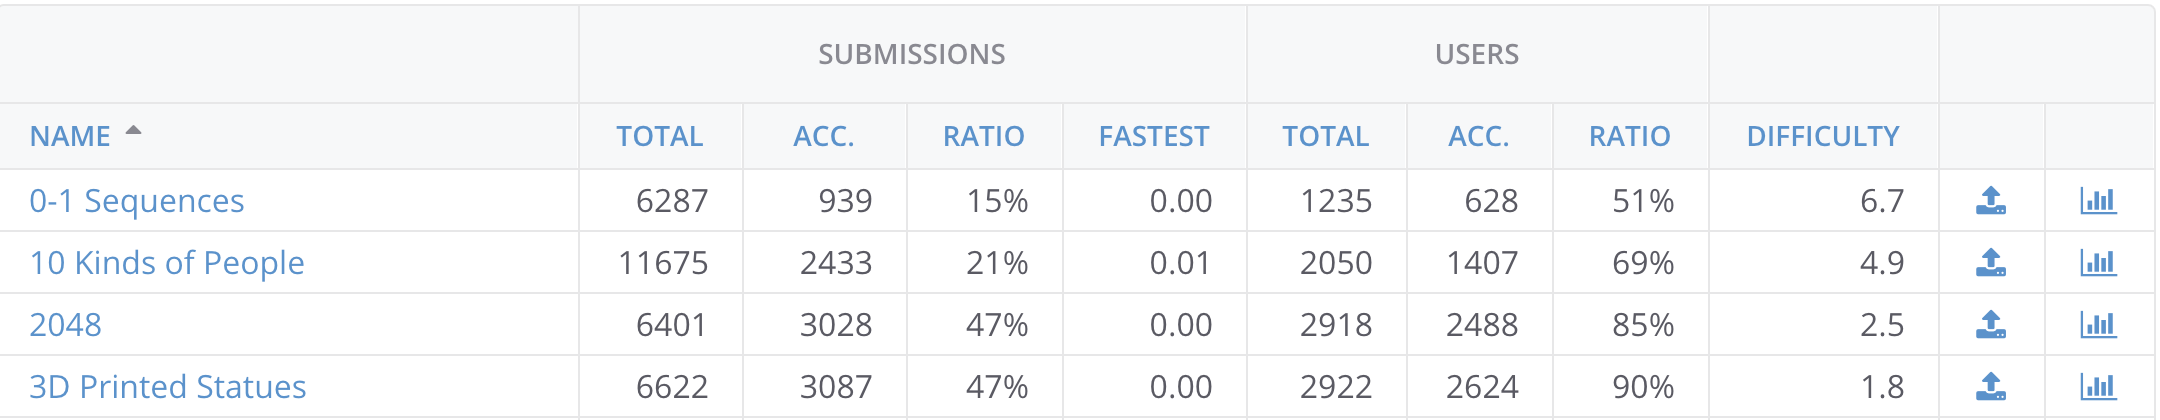 SUBMISSIONS USERS
NAME TOTAL ACC. RATIO FASTEST TOTAL ACC. RATIO DIFFICULTY
0-1 Sequences 6287 939 15% 0.00 1235 628 51% 6.7
10 Kinds of People 11675 2433 21% 0.01 2050 1407 69% 4.9
2048 6401 3028 47% 0.00 2918 2488 85% 2.5
3D Printed Statues 6622 3087 47% 0.00 2922 2624 90% 1.8